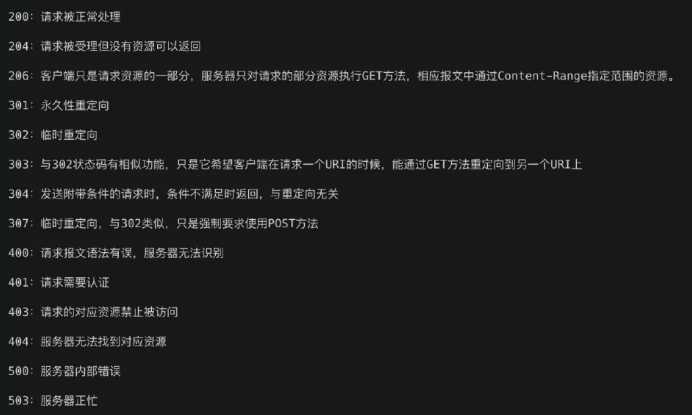 200：请求被正常处理
204：请求被受理但没有资源可以返回
206：客户端只是请求资源的一部分，服务器只对请求的部分资源执行GET方法，相应报文中通过Content-Range指定范围的资源。
301：永久性重定向
302：临时重定向
303：与302状态码有相似功能，只是它希望客户端在请求一个URI的时候，能通过GET方法重定向到另一个URI上
304：发送附带条件的请求时，条件不满足时返回，与重定向无关
307：临时重定向，与302类似，只是强制要求使用POST方法
400：请求报文语法有误，服务器无法识别
401：请求需要认证
403：请求的对应资源禁止被访问
404：服务器无法找到对应资源
500：服务器内部错误
503：服务器正忙